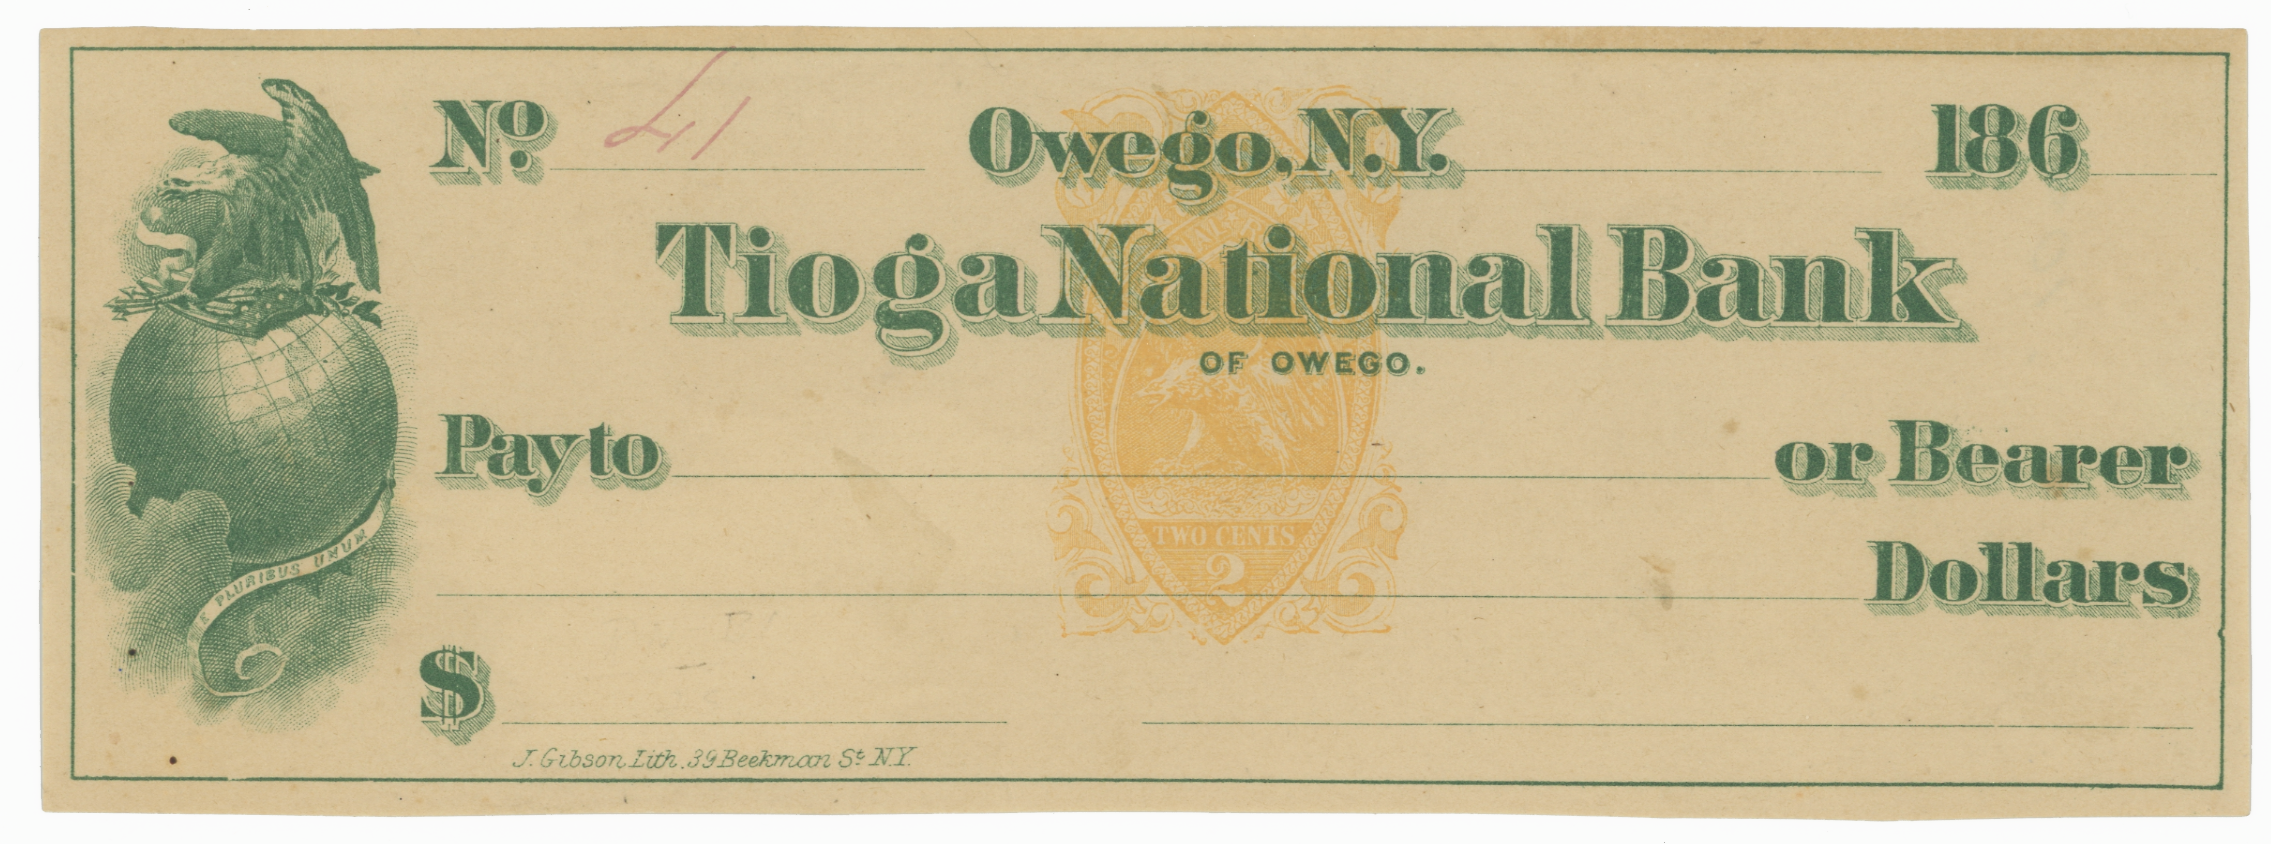 No. 41 Owego, N.Y. 186
Tioga National Bank
OF OWEGO.
Pay to or Bearer
TWO CENTS
2
Dollars
PLURIBUS UNUM
$
J. Gibson Lith. 39 Beekman St. N.Y.